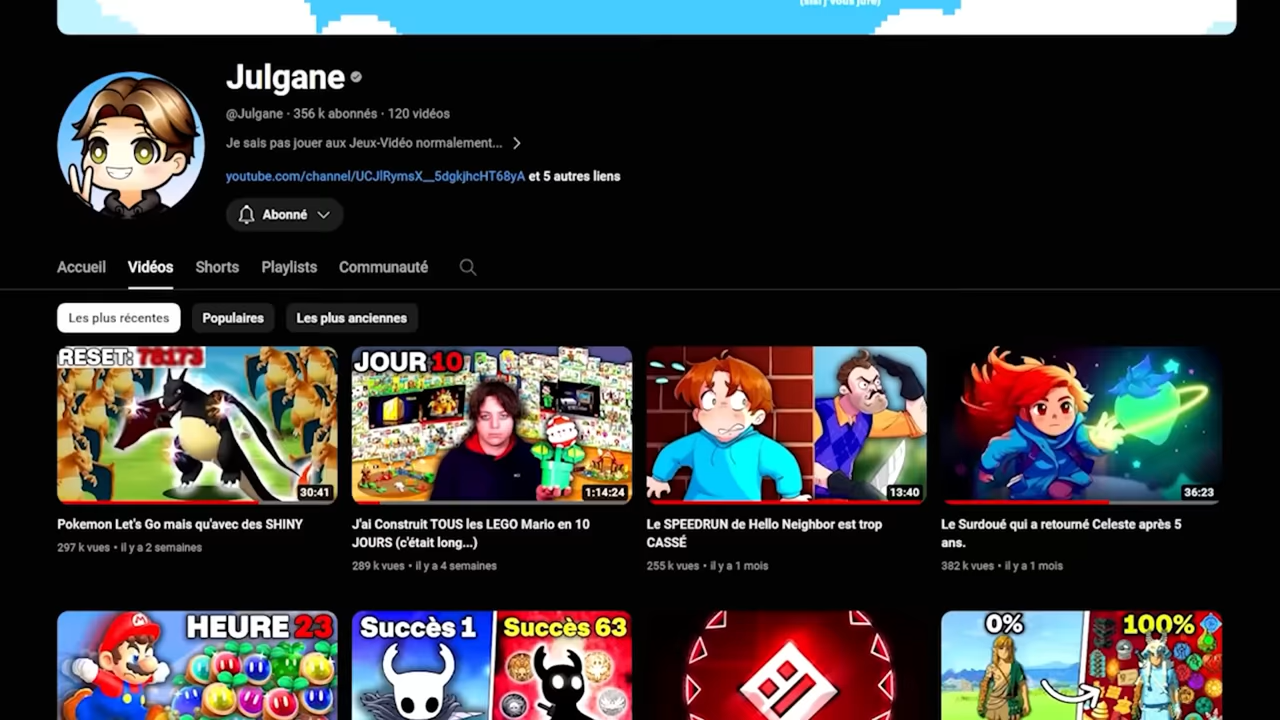 (slay vous jure)
Julgane
@Julgane · 356 k abonnés · 120 vidéos
Je sais pas jouer aux Jeux-Vidéo normalement...
youtube.com/channel/UCJlRymsX__5dgkjhcHT68yA et 5 autres liens
Abonné
Accueil Vidéos Shorts Playlists Communauté
Les plus récentes Populaires Les plus anciennes
RESET: 78173
30:41
JOUR 10
1:14:24
13:40
36:23
Pokemon Let's Go mais qu'avec des SHINY
297 k vues • il y a 2 semaines
J'ai Construit TOUS les LEGO Mario en 10
JOURS (c'était long...)
289 k vues • il y a 4 semaines
Le SPEEDRUN de Hello Neighbor est trop
CASSÉ
255 k vues • il y a 1 mois
Le Surdoué qui a retourné Celeste après 5
ans.
382 k vues • il y a 1 mois
HEURE 23
Succès 1
Succès 63
0%
100%